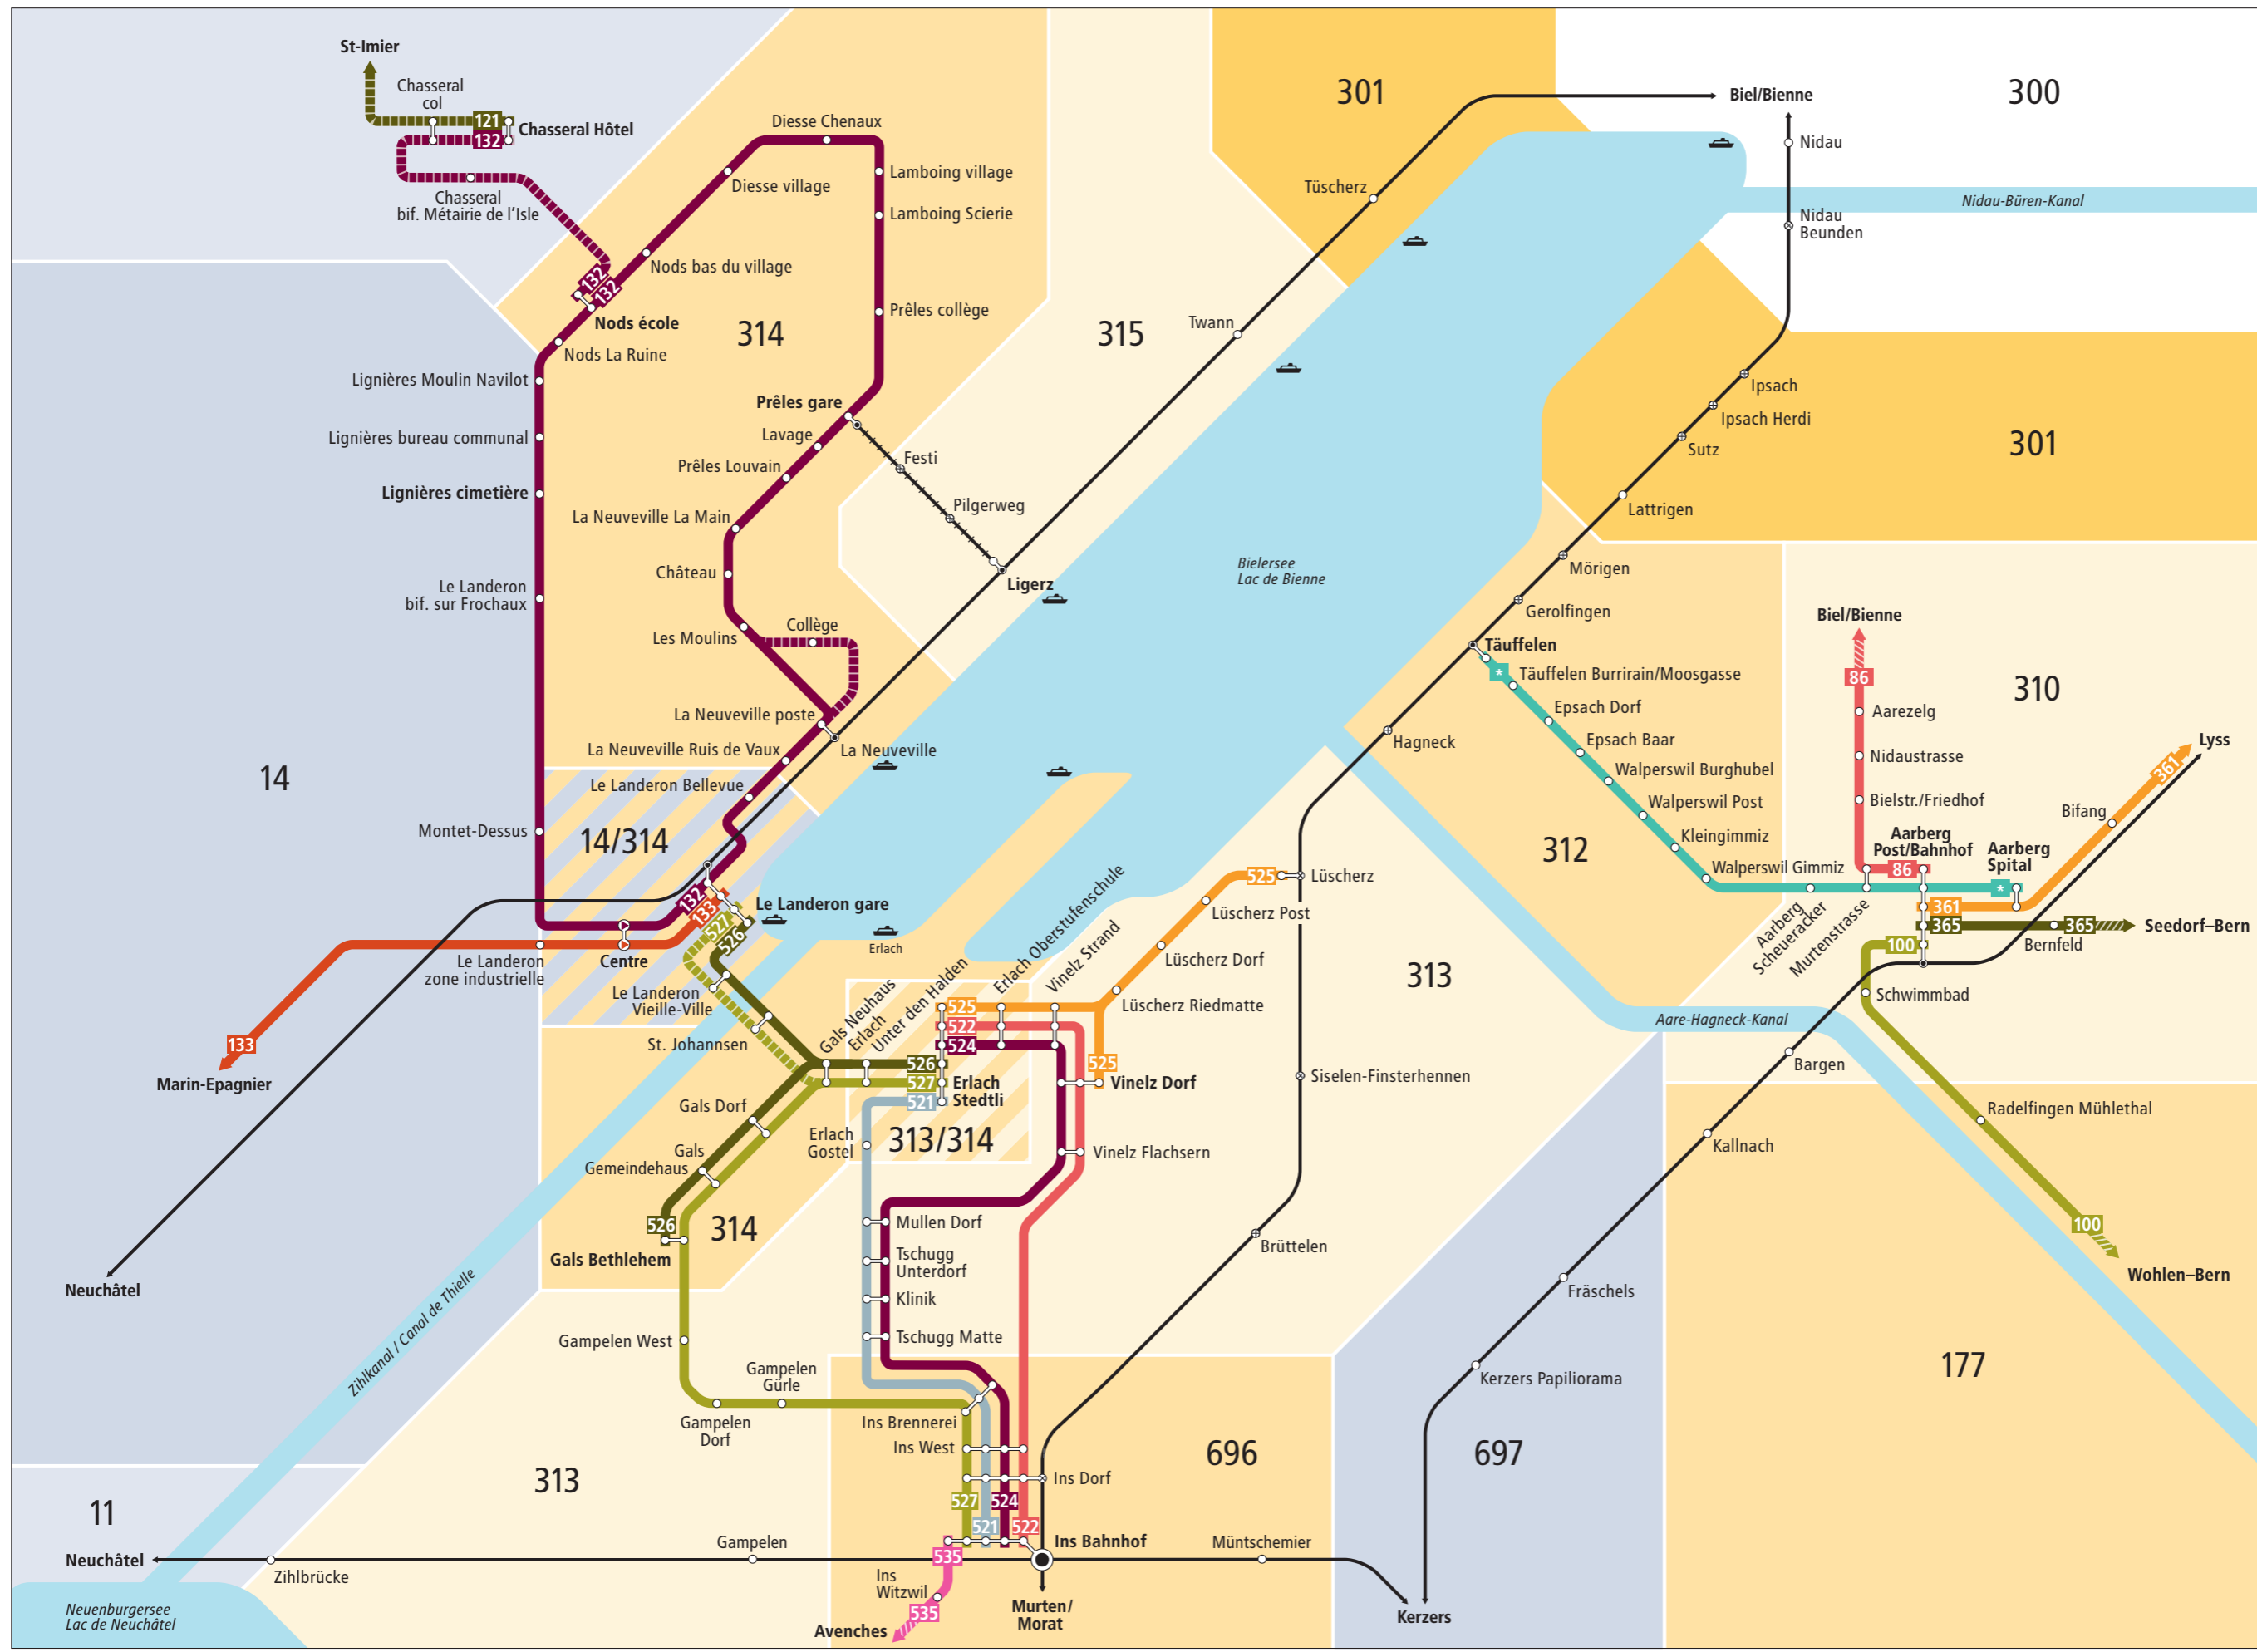 St-Imier
Chasseral
col
121
132
Chasseral Hôtel
Chasseral
bif. Métairie de l'Isle
Diesse Chenaux
Diesse village
Lamboing village
Lamboing Scierie
Nods bas du village
132
132
Nods école
Nods La Ruine
Prêles collège
314
315
301
300
Biel/Bienne
Nidau
Nidau-Büren-Kanal
Nidau
Beunden
Tüscherz
Twann
Ipsach
Ipsach Herdi
Sutz
301
Lattrigen
Mörigen
Gerolfingen
Täuffelen
Lignières Moulin Navilot
Lignières bureau communal
Lignières cimetière
Le Landeron
bif. sur Frochaux
Montet-Dessus
14
Prêles gare
Lavage
Prêles Louvain
La Neuveville La Main
Château
Les Moulins
Collège
La Neuveville poste
La Neuveville Ruis de Vaux
La Neuveville
Le Landeron Bellevue
14/314
Festi
Pilgerweg
Ligerz
Bielersee
Lac de Bienne
Hagneck
*
Täuffelen Burrirain/Moosgasse
Epsach Dorf
Epsach Baar
Walperswil Burghubel
Walperswil Post
Kleingimmiz
Walperswil Gimmiz
312
Biel/Bienne
86
Aarezelg
Nidaustrasse
Bielstr./Friedhof
310
Lyss
361
Bifang
Aarberg
Post/Bahnhof
Aarberg
Spital
86
*
361
365
365
Seedorf–Bern
Bernfeld
100
Aarberg
Scheueracker
Murtenstrasse
Schwimmbad
132
133
527
526
Le Landeron gare
Le Landeron
zone industrielle
Centre
Le Landeron
Vieille-Ville
St. Johannsen
133
Marin-Epagnier
Erlach
Gals Neuhaus
Erlach
Unter den Halden
Erlach Oberstufenschule
Vinelz Strand
525
Lüscherz
Lüscherz Post
Lüscherz Dorf
Lüscherz Riedmatte
525
522
524
525
526
527
521
Erlach
Stedtli
Vinelz Dorf
313/314
Erlach
Gostel
Vinelz Flachsern
313
Siselen-Finsterhennen
Brüttelen
Aare-Hagneck-Kanal
Bargen
Kallnach
Radelfingen Mühlethal
100
Wohlen–Bern
Fräschels
Kerzers Papiliorama
177
697
696
Gals Dorf
Gals
Gemeindehaus
526
314
Gals Bethlehem
Neuchâtel
Zihlkanal / Canal de Thielle
Mullen Dorf
Tschugg
Unterdorf
Klinik
Tschugg Matte
Gampelen West
Gampelen
Gürle
Gampelen
Dorf
Ins Brennerei
Ins West
Ins Dorf
527
524
521
522
313
11
Neuchâtel
Zihlbrücke
Gampelen
535
Ins Bahnhof
Müntschemier
Ins
Witzwil
535
Avenches
Murten/
Morat
Kerzers
Neuenburgersee
Lac de Neuchâtel